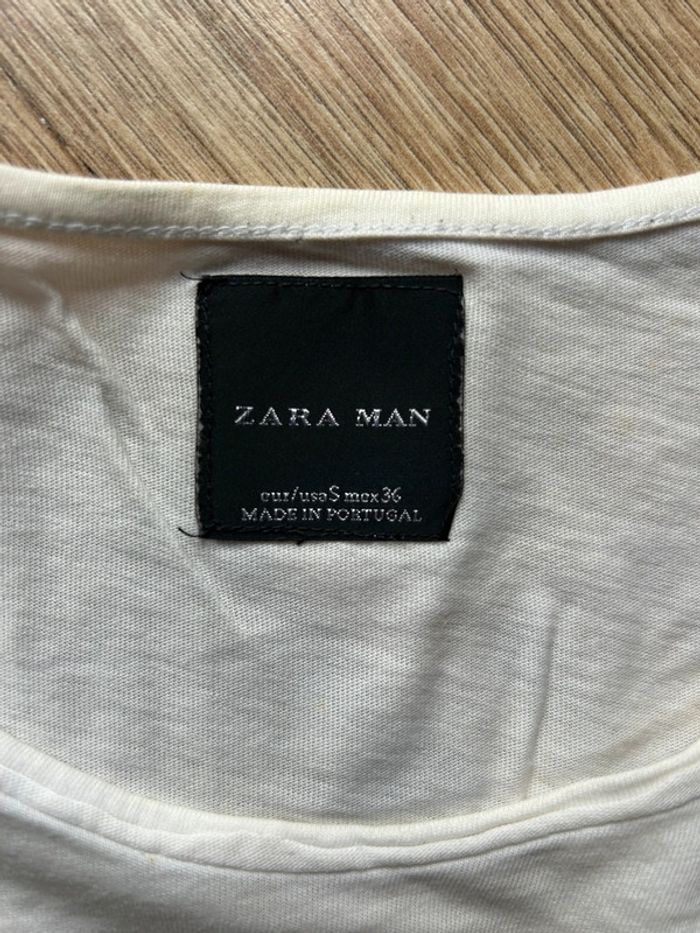 ZARA MAN
eur/usa S mex 36
MADE IN PORTUGAL